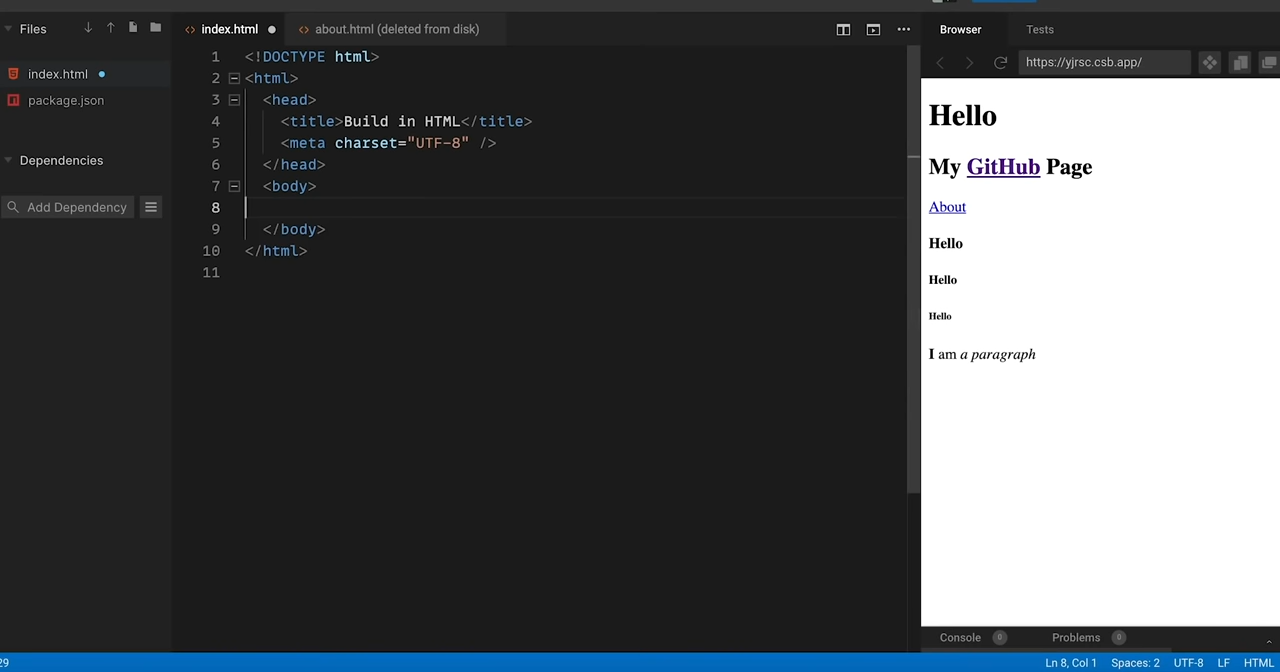 Files
index.html
package.json
Dependencies
Add Dependency
index.html
about.html (deleted from disk)
1 <!DOCTYPE html>
2 <html>
3 <head>
4 <title>Build in HTML</title>
5 <meta charset="UTF-8" />
6 </head>
7 <body>
8
9 </body>
10 </html>
11
Browser
Tests
https://yjrsc.csb.app/
Hello
My GitHub Page
About
Hello
Hello
Hello
I am a paragraph
Console 0
Problems 0
29
Ln 8, Col 1
Spaces: 2
UTF-8
LF
HTML